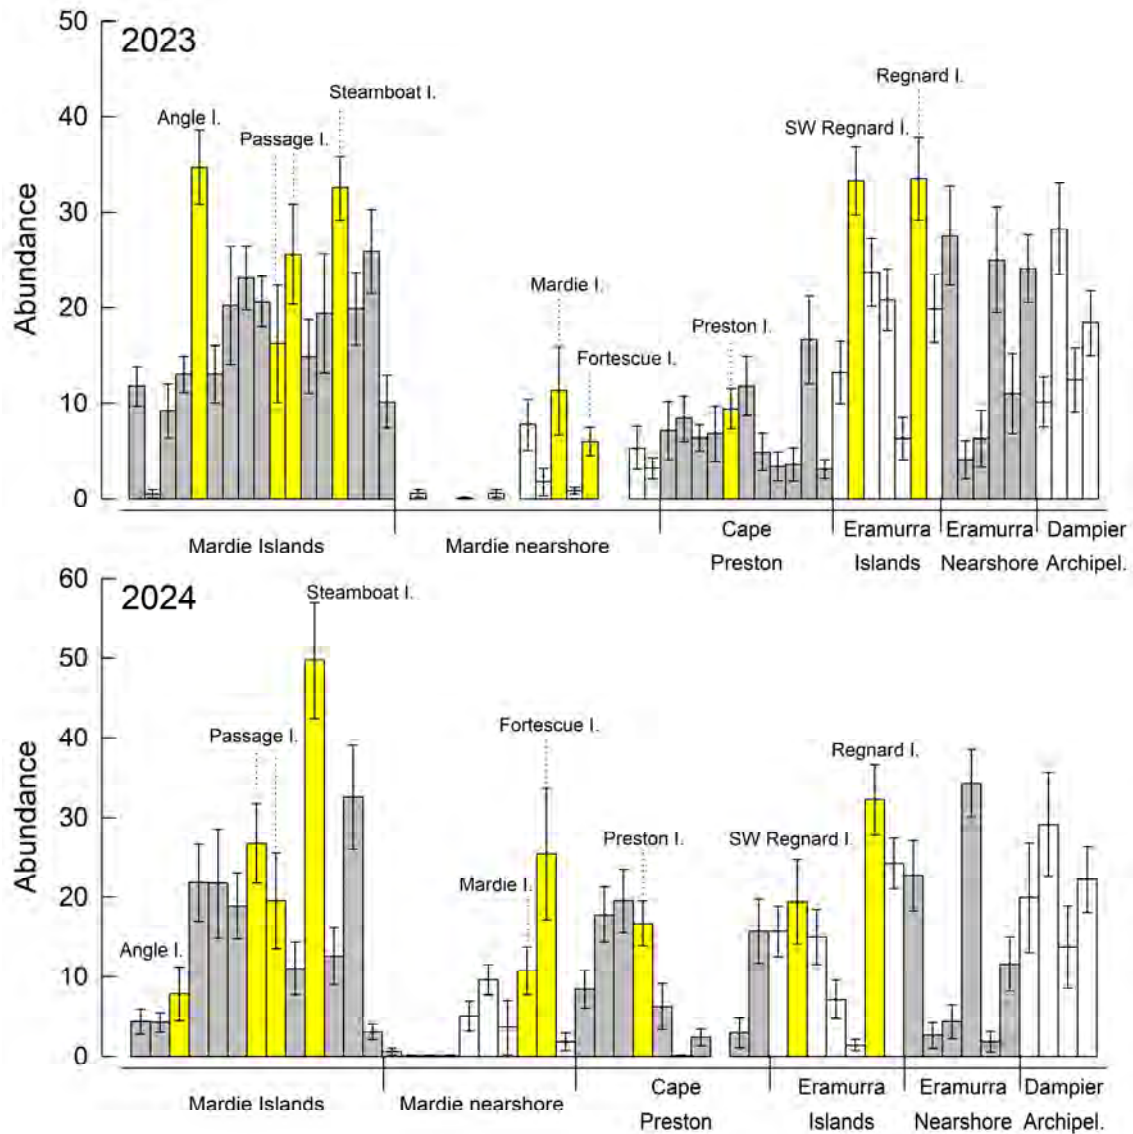 50
2023
Regnard I.
Steamboat I.
40
Angle I.
SW Regnard I.
Passage I.
Abundance
30
Mardie I.
20
Preston I.
Fortescue I.
10
0
Cape
Eramurra
Eramurra
Dampier
Mardie Islands
Mardie nearshore
Preston
Islands
Nearshore
Archipel.
60
2024
Steamboat I.
50
Fortescue I.
Passage I.
Regnard I.
40
Abundance
30
Preston I.
SW Regnard I.
20
Mardie I.
Angle I.
10
0
Cape
Eramurra
Eramurra
Dampier
Mardie Islands
Mardie nearshore
Preston
Islands
Nearshore
Archipel.